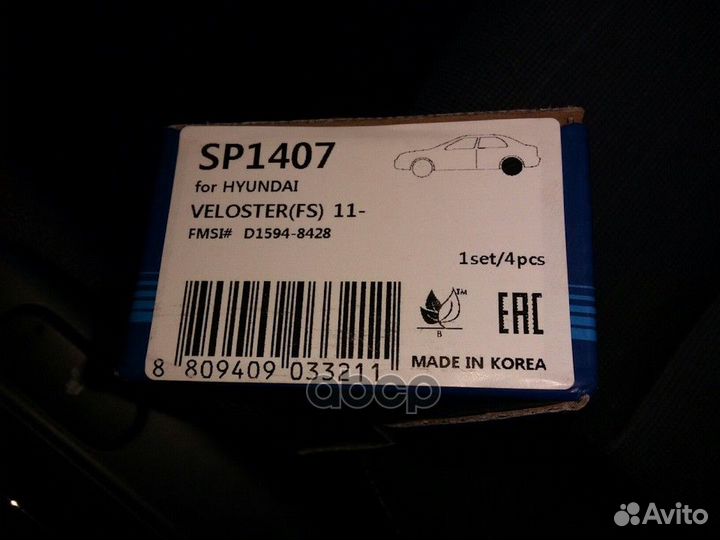 SP1407
for HYUNDAI
VELOSTER(FS) 11-
FMSI# D1594-8428
1set/4pcs
TM
B
EAC
8 809409 033211
MADE IN KOREA
авср
Avito